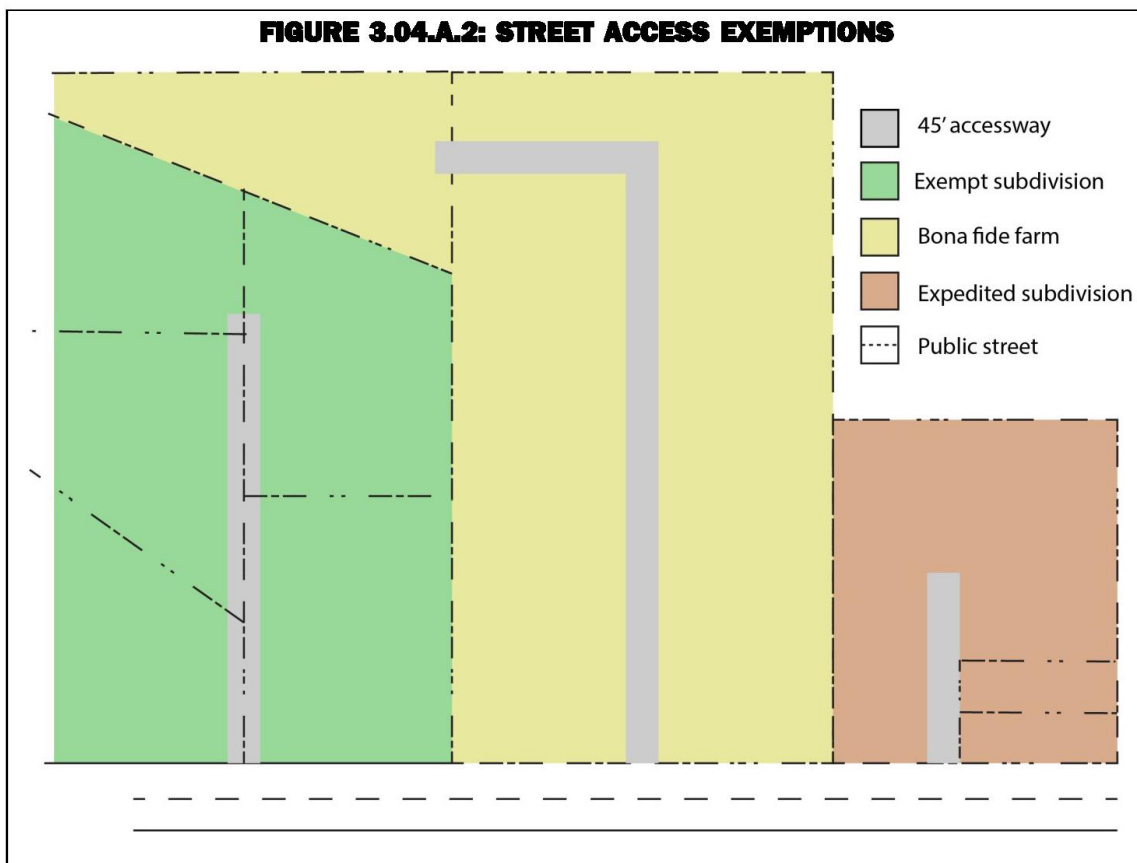 FIGURE 3.04.A.2: STREET ACCESS EXEMPTIONS
45' accessway
Exempt subdivision
Bona fide farm
Expedited subdivision
Public street